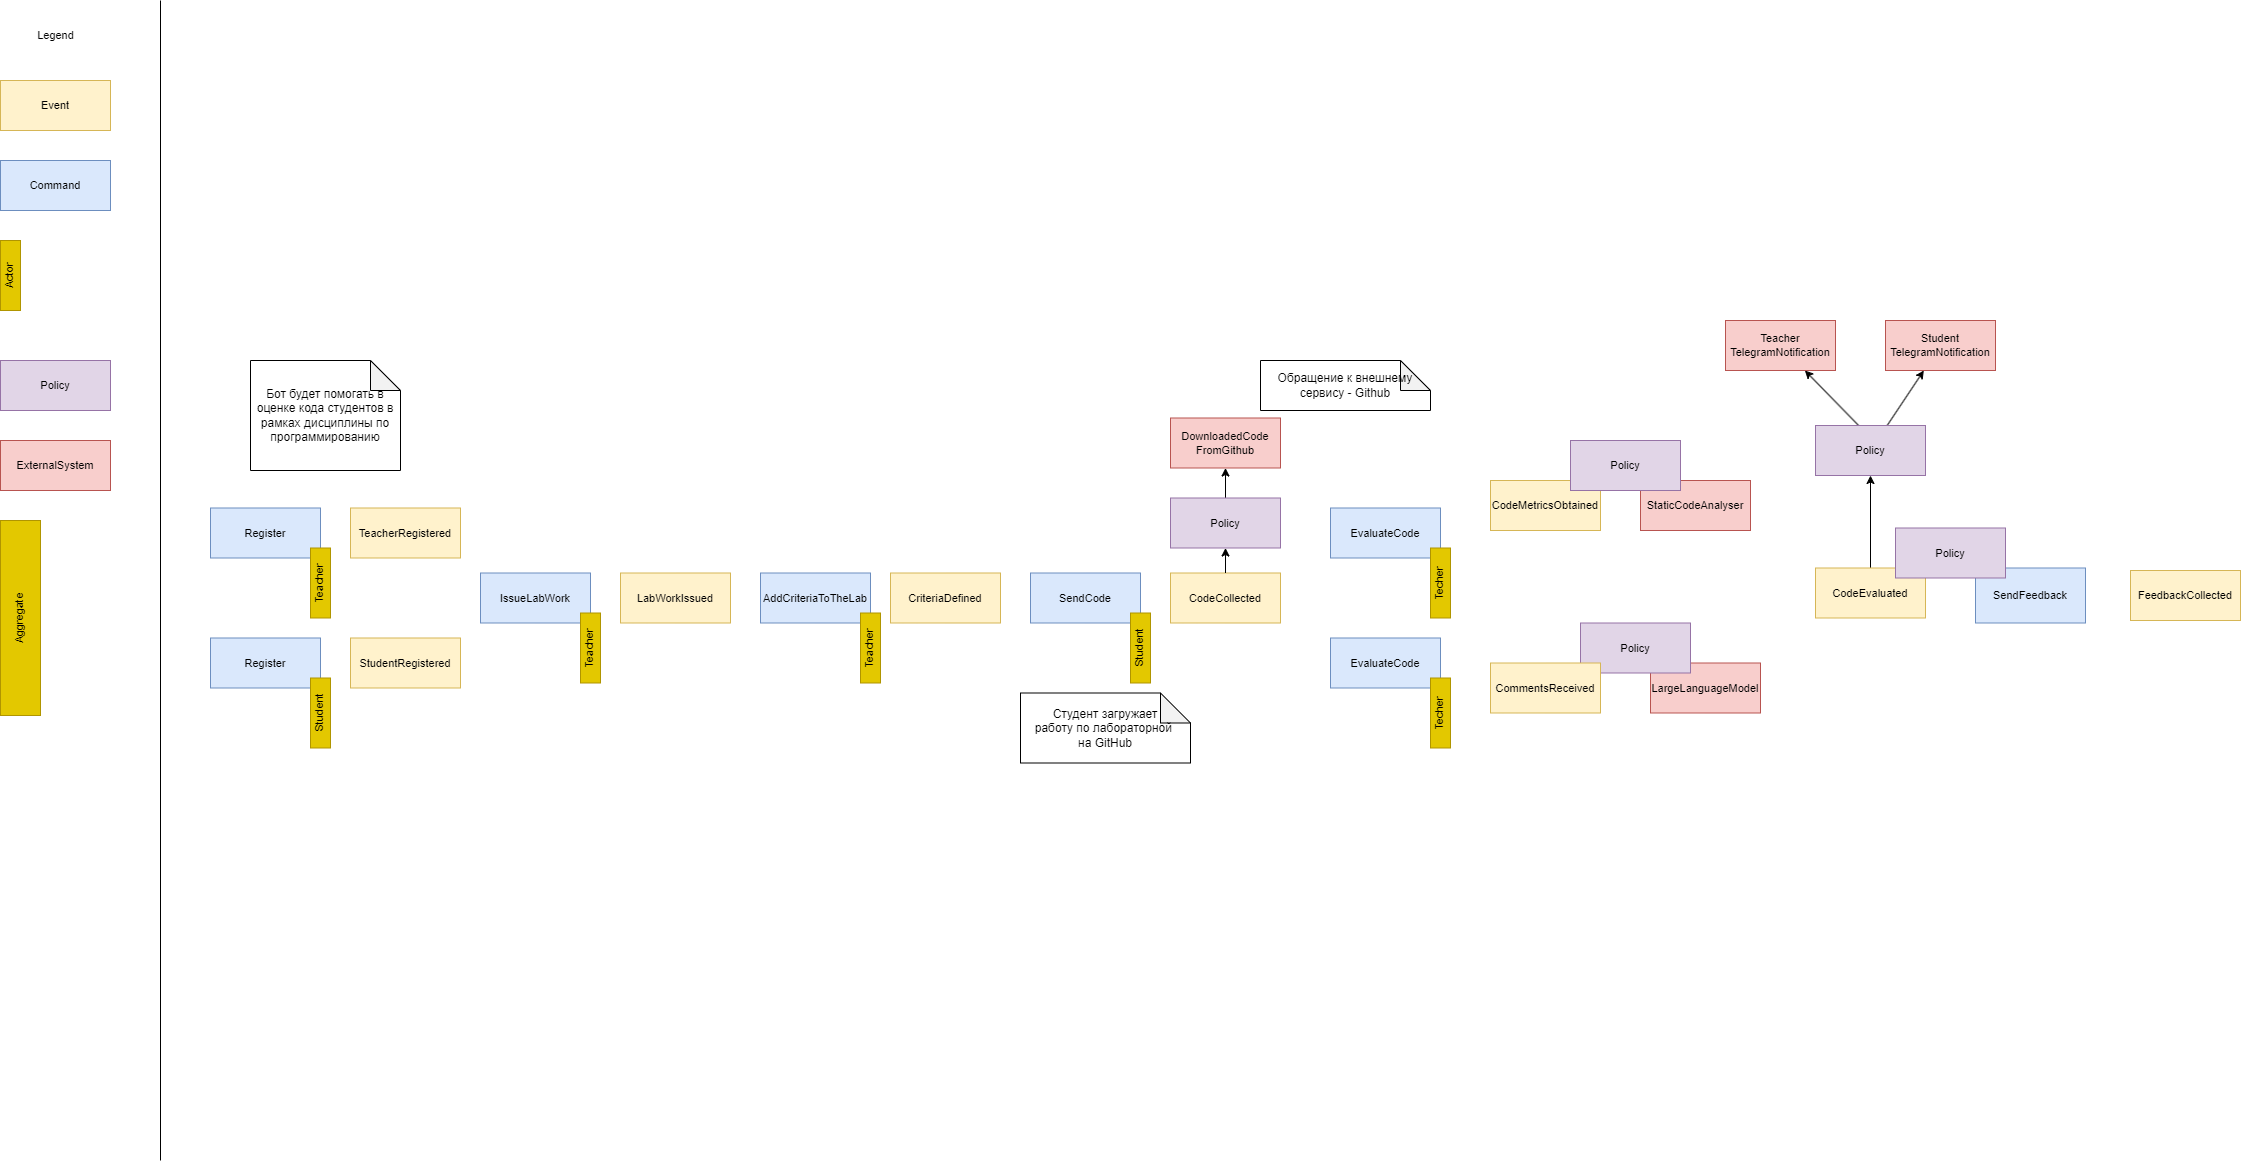 Legend
Event
Command
Actor
Policy
ExternalSystem
Aggregate
Бот будет помогать в
оценке кода студентов в
рамках дисциплины по
программированию
Register
Teacher
TeacherRegistered
Register
Student
StudentRegistered
IssueLabWork
Teacher
LabWorkIssued
AddCriteriaToTheLab
Teacher
CriteriaDefined
SendCode
Student
Студент загружает
работу по лабораторной
на GitHub
CodeCollected
Policy
DownloadedCode
FromGithub
Обращение к внешнему
сервису - Github
EvaluateCode
Techer
CodeMetricsObtained
Policy
StaticCodeAnalyser
EvaluateCode
Techer
CommentsReceived
Policy
LargeLanguageModel
Teacher
TelegramNotification
Student
TelegramNotification
Policy
CodeEvaluated
Policy
SendFeedback
FeedbackCollected